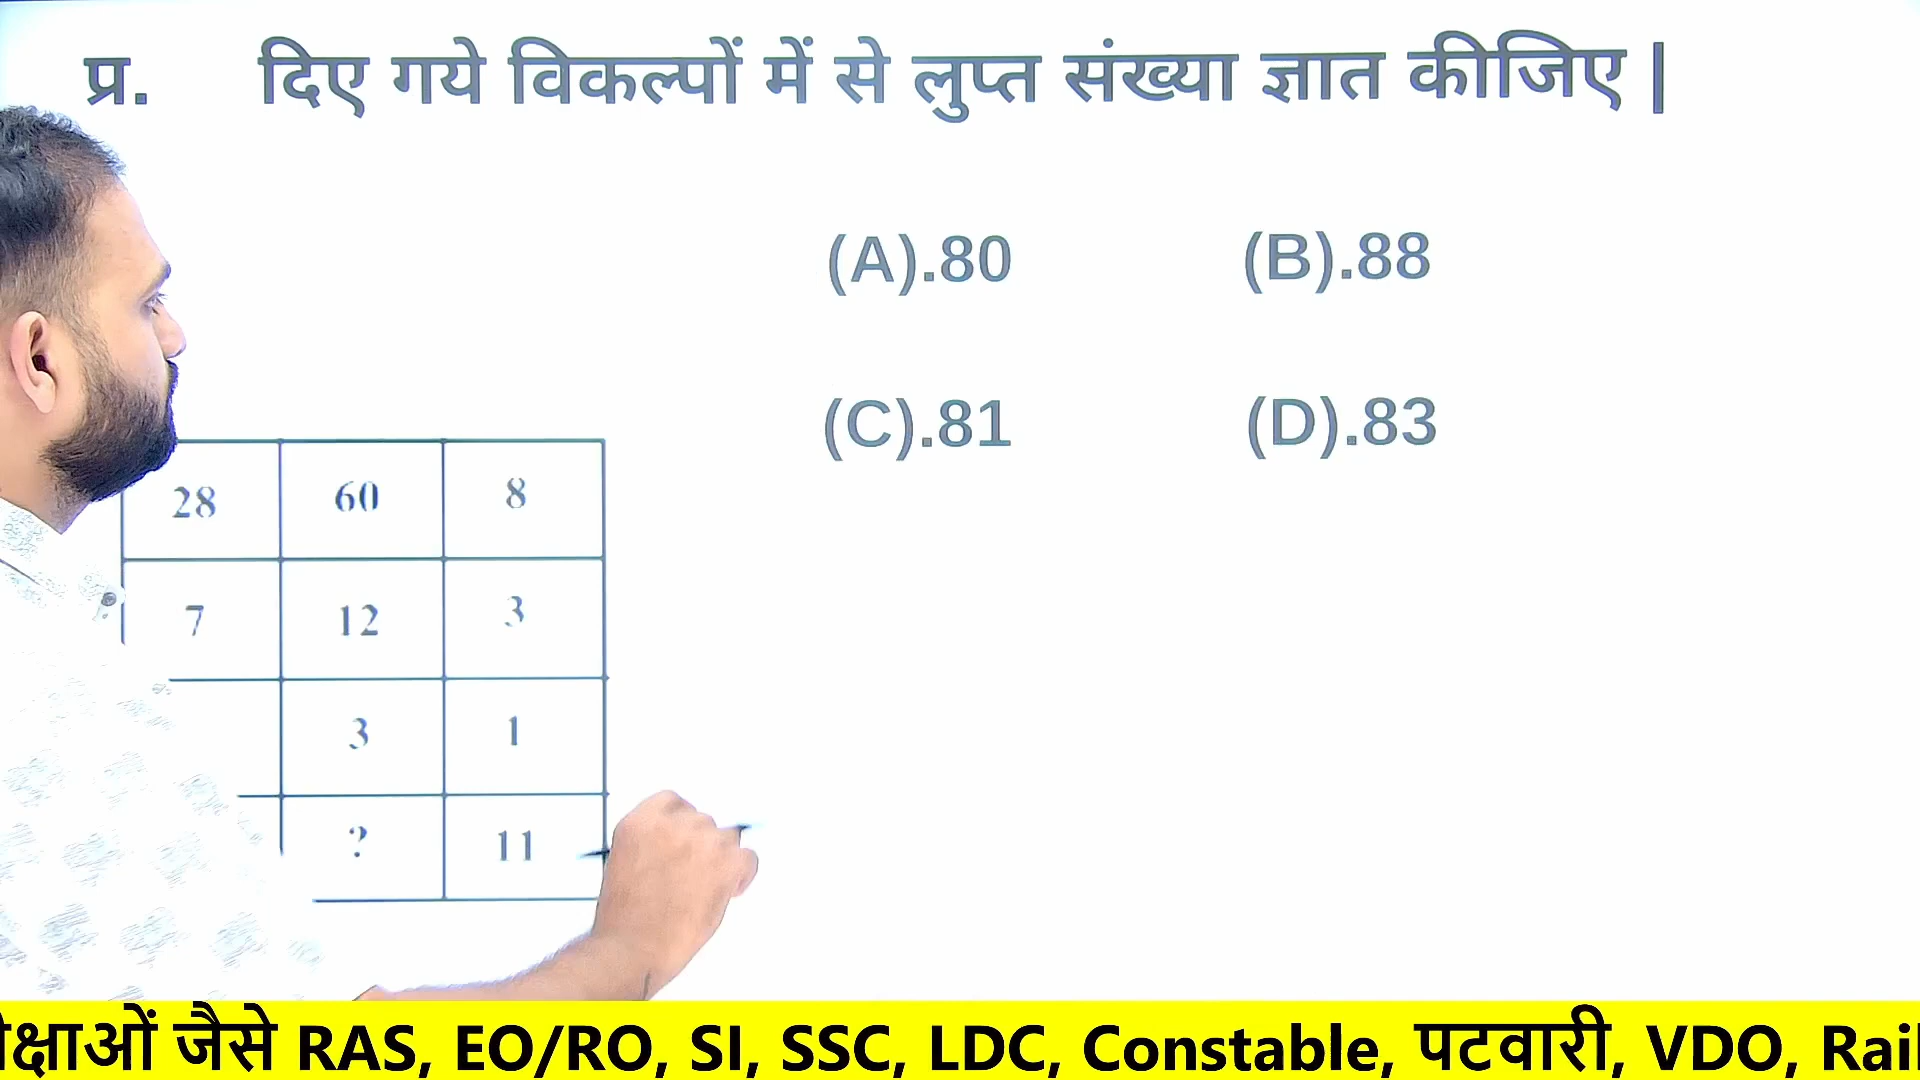 प्र. दिए गये विकल्पों में से लुप्त संख्या ज्ञात कीजिए |
(A).80 (B).88
(C).81 (D).83
28 60 8
7 12 3
3 1
? 11
जैसे RAS, EO/RO, SI, SSC, LDC, Constable, पटवारी, VDO,